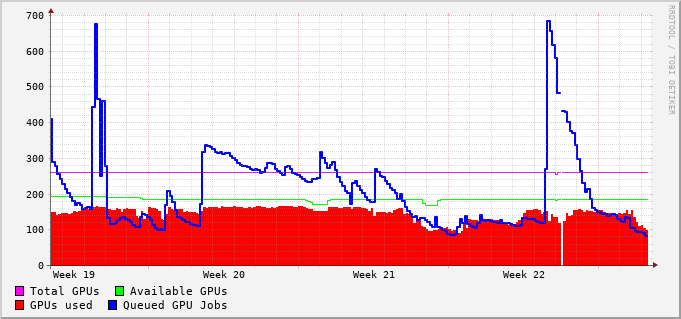 700
600
500
400
300
200
100
0
Week 19 Week 20 Week 21 Week 22
Total GPUs Available GPUs
GPUs used Queued GPU Jobs
RRDTOOL / TOBI OETIKER